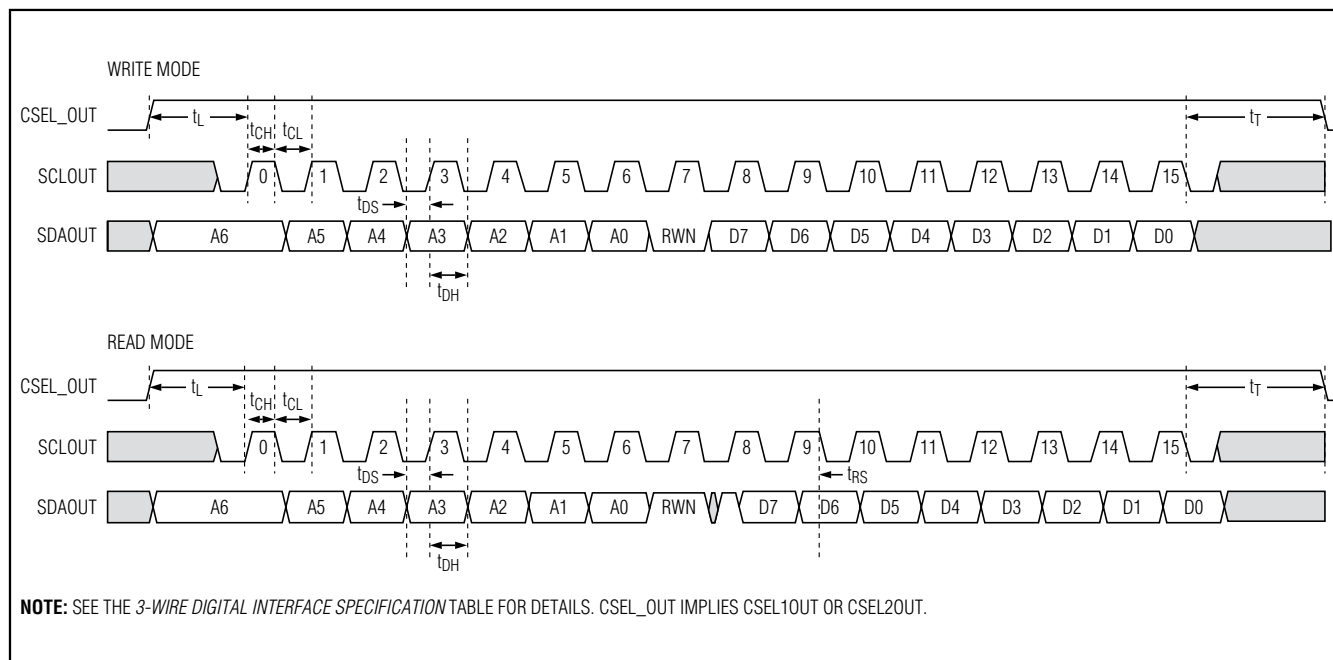 WRITE MODE
CSEL_OUT
tL
tCH
tCL
tT
SCLOUT
0 1 2 3 4 5 6 7 8 9 10 11 12 13 14 15
tDS
SDAOUT
A6 A5 A4 A3 A2 A1 A0 RWN D7 D6 D5 D4 D3 D2 D1 D0
tDH
READ MODE
CSEL_OUT
tL
tCH
tCL
tT
SCLOUT
0 1 2 3 4 5 6 7 8 9 10 11 12 13 14 15
tDS
tRS
SDAOUT
A6 A5 A4 A3 A2 A1 A0 RWN D7 D6 D5 D4 D3 D2 D1 D0
tDH
NOTE: SEE THE 3-WIRE DIGITAL INTERFACE SPECIFICATION TABLE FOR DETAILS. CSEL_OUT IMPLIES CSEL1OUT OR CSEL2OUT.